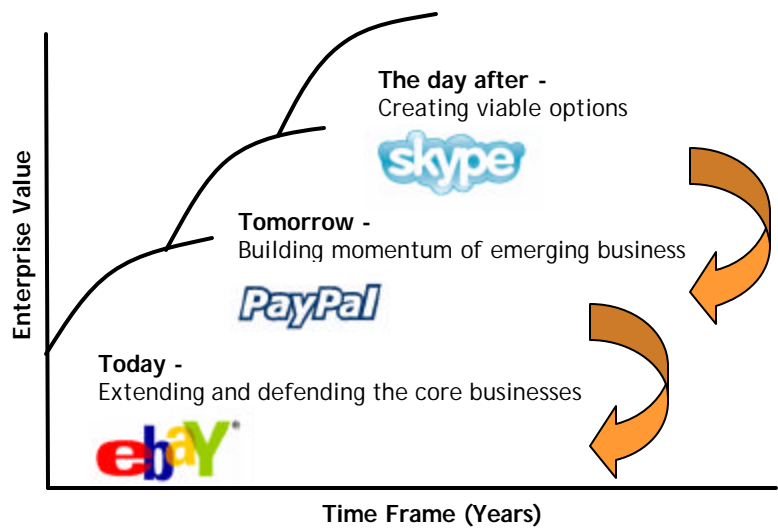 The day after -
Creating viable options
skype
Tomorrow -
Building momentum of emerging business
PayPal
Today -
Extending and defending the core businesses
ebaY®
Enterprise Value
Time Frame (Years)